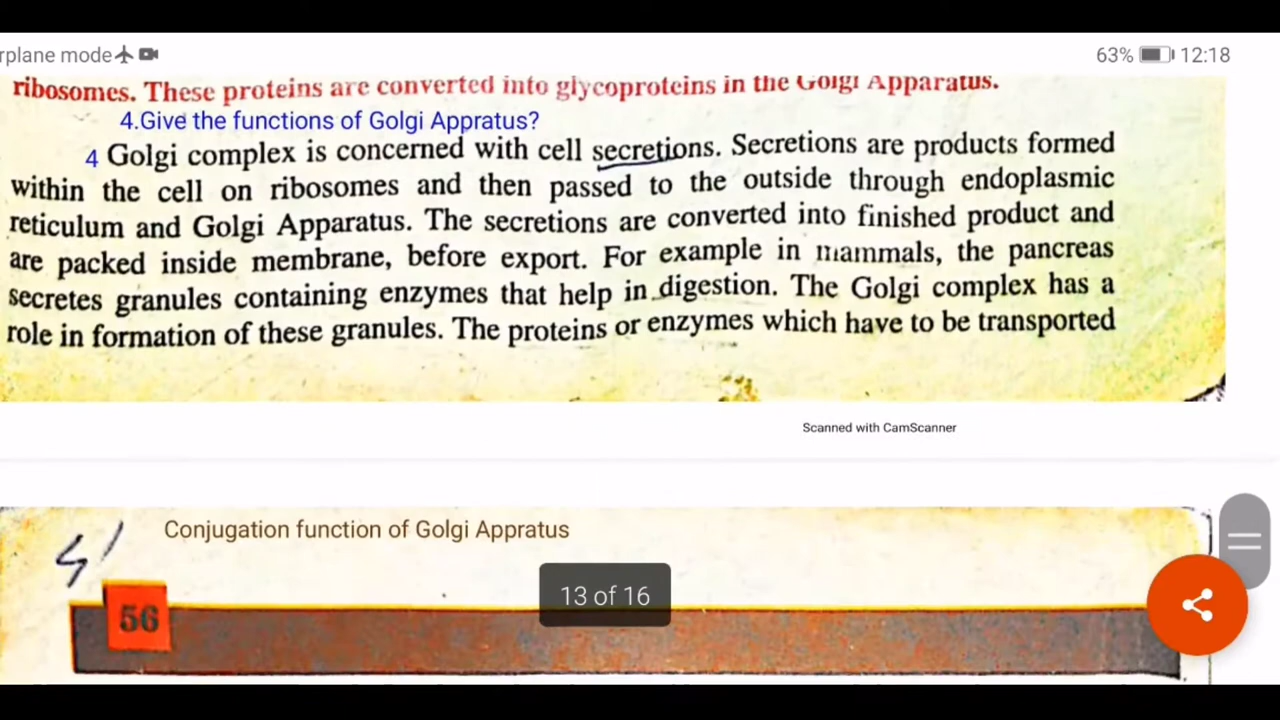 rplane mode
63% 12:18
ribosomes. These proteins are converted into glycoproteins in the Golgi Apparatus.
4.Give the functions of Golgi Appratus?
4 Golgi complex is concerned with cell secretions. Secretions are products formed
within the cell on ribosomes and then passed to the outside through endoplasmic
reticulum and Golgi Apparatus. The secretions are converted into finished product and
are packed inside membrane, before export. For example in mammals, the pancreas
secretes granules containing enzymes that help in digestion. The Golgi complex has a
role in formation of these granules. The proteins or enzymes which have to be transported
Scanned with CamScanner
Conjugation function of Golgi Appratus
13 of 16
56